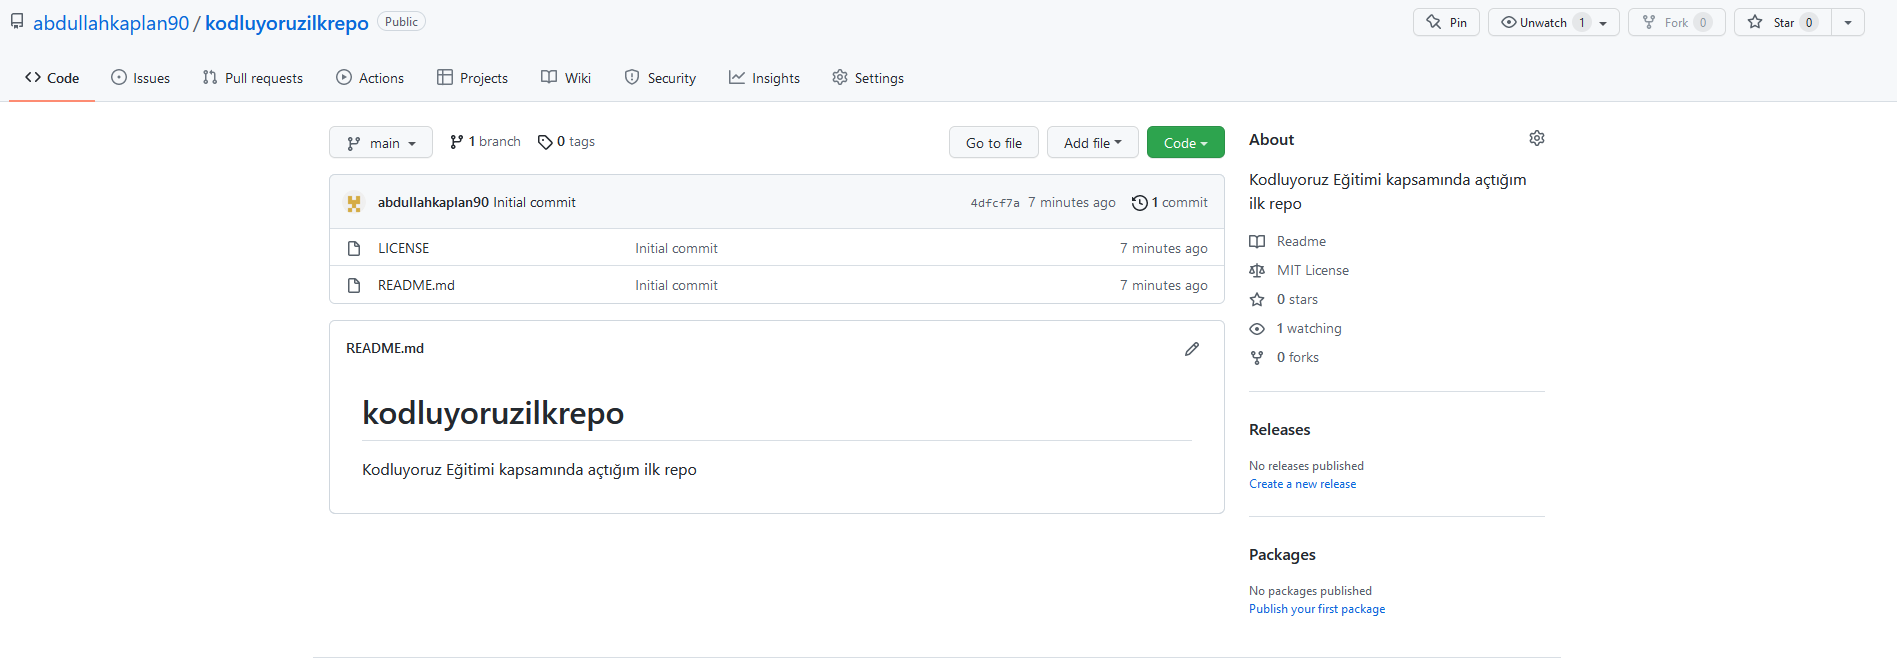 abdullahkaplan90 / kodluyoruzilkrepo Public
Pin Unwatch 1 Fork 0 Star 0
Code Issues Pull requests Actions Projects Wiki Security Insights Settings
main 1 branch 0 tags Go to file Add file Code
abdullahkaplan90 Initial commit 4dfcf7a 7 minutes ago 1 commit
LICENSE Initial commit 7 minutes ago
README.md Initial commit 7 minutes ago
README.md
kodluyoruzilkrepo
Kodluyoruz Eğitimi kapsamında açtığım ilk repo
About
Kodluyoruz Eğitimi kapsamında açtığım
ilk repo
Readme
MIT License
0 stars
1 watching
0 forks
Releases
No releases published
Create a new release
Packages
No packages published
Publish your first package